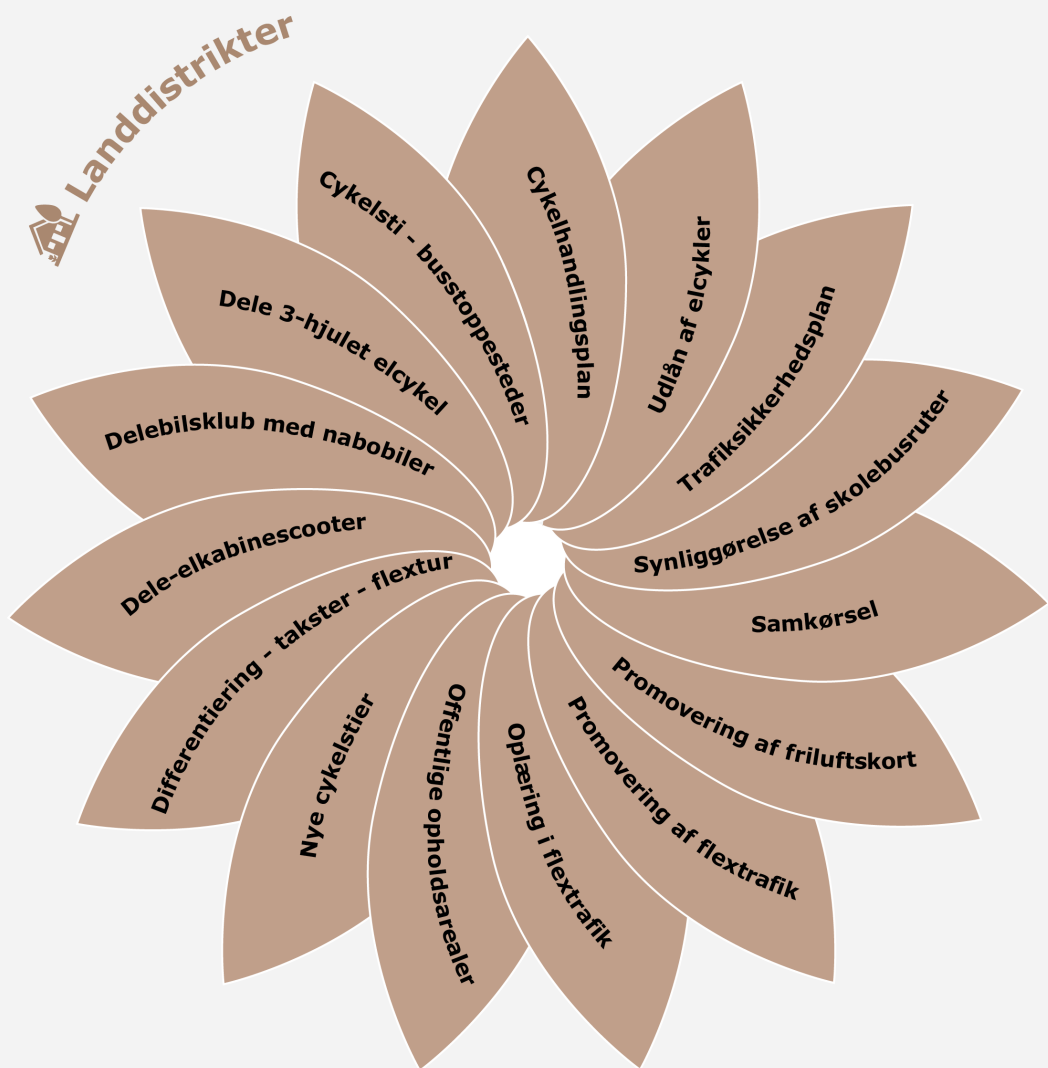 Landdistrikter
Cykelhandlingsplan
Udlån af elcykler
Trafiksikkerhedsplan
Synliggørelse af skolebusruter
Samkørsel
Promovering af friluftskort
Promovering af flextrafik
Oplæring i flextrafik
Offentlige opholdsarealer
Nye cykelstier
Differentiering - takster - flextur
Dele-elkabinescooter
Delebilsklub med nabobiler
Dele 3-hjulet elcykel
Cykelsti - busstoppesteder